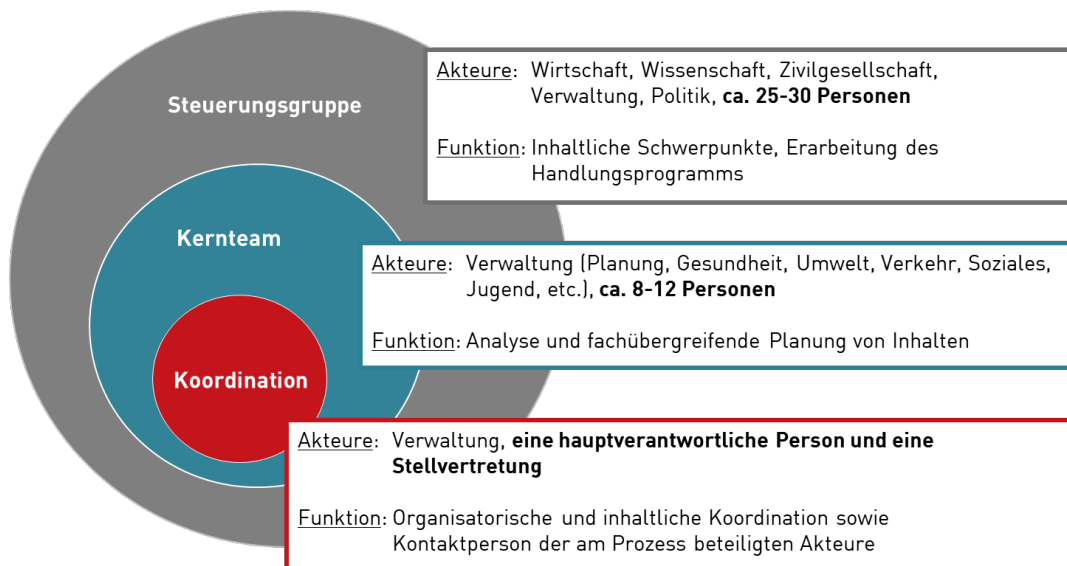 Steuerungsgruppe
Akteure: Wirtschaft, Wissenschaft, Zivilgesellschaft,
Verwaltung, Politik, ca. 25-30 Personen
Funktion: Inhaltliche Schwerpunkte, Erarbeitung des
Handlungsprogramms
Kernteam
Akteure: Verwaltung (Planung, Gesundheit, Umwelt, Verkehr, Soziales,
Jugend, etc.), ca. 8-12 Personen
Funktion: Analyse und fachübergreifende Planung von Inhalten
Koordination
Akteure: Verwaltung, eine hauptverantwortliche Person und eine
Stellvertretung
Funktion: Organisatorische und inhaltliche Koordination sowie
Kontaktperson der am Prozess beteiligten Akteure